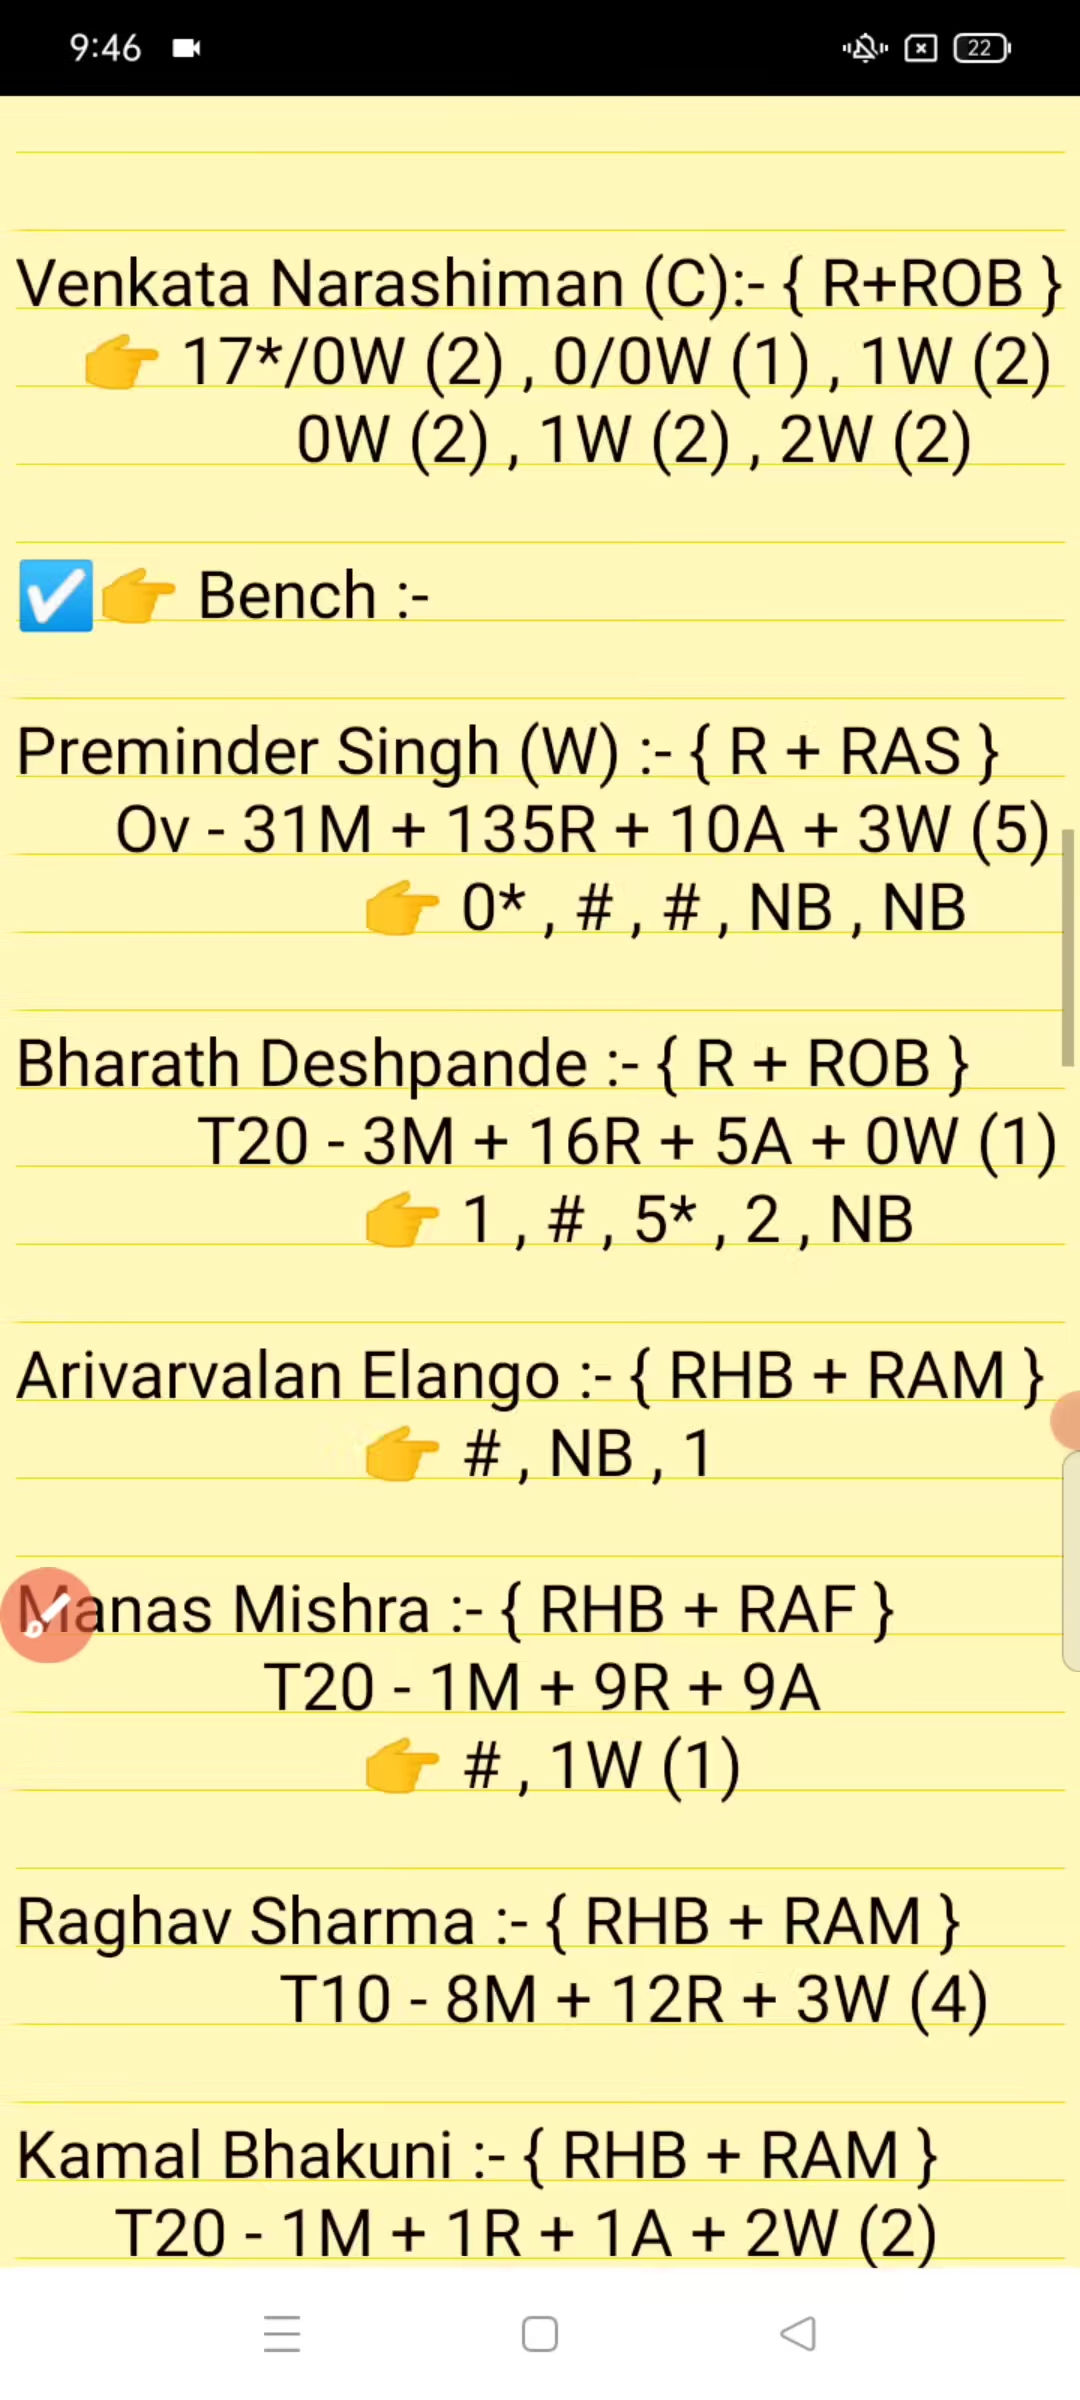 9:46
22
Venkata Narashiman (C):- { R+ROB }
👉 17*/0W (2) , 0/0W (1) , 1W (2)
0W (2) , 1W (2) , 2W (2)
☑👉 Bench :-
Preminder Singh (W) :- { R + RAS }
Ov - 31M + 135R + 10A + 3W (5)
👉 0* , # , # , NB , NB
Bharath Deshpande :- { R + ROB }
T20 - 3M + 16R + 5A + 0W (1)
👉 1 , # , 5* , 2 , NB
Arivarvalan Elango :- { RHB + RAM }
👉 # , NB , 1
Manas Mishra :- { RHB + RAF }
T20 - 1M + 9R + 9A
👉 # , 1W (1)
Raghav Sharma :- { RHB + RAM }
T10 - 8M + 12R + 3W (4)
Kamal Bhakuni :- { RHB + RAM }
T20 - 1M + 1R + 1A + 2W (2)